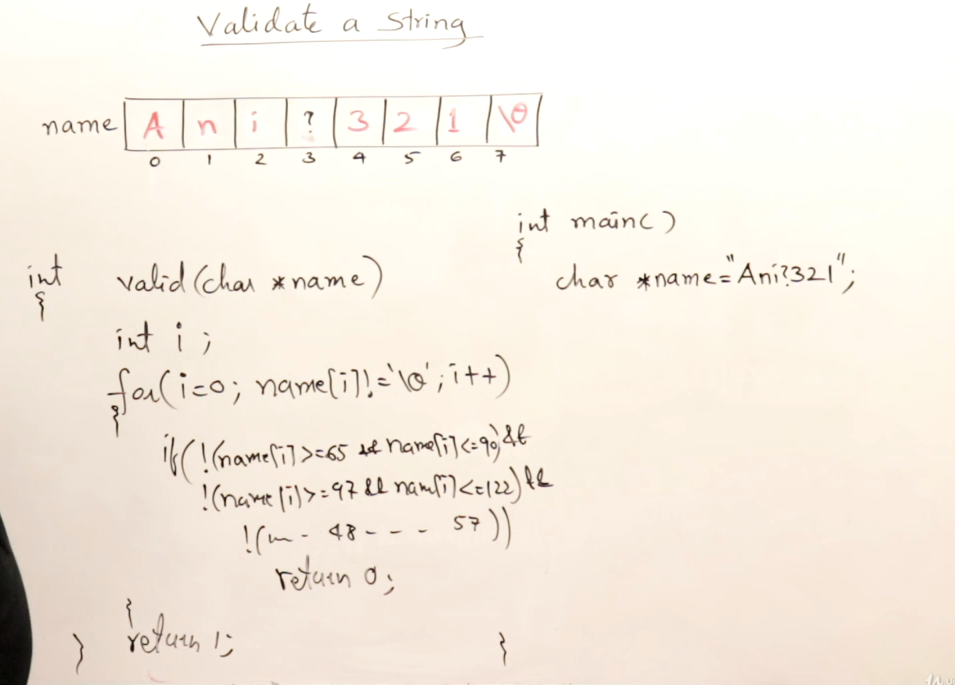 Validate a String
name A n i ? 3 2 1 \0
0 1 2 3 4 5 6 7
int valid(char *name)
{
int i;
for(i=0; name[i]!='\0'; i++)
{
if(!(name[i]>=65 && name[i]<=90) &&
!(name[i]>=97 && nam[i]<=122) &&
!(n - 48 - - - 57))
return 0;
}
return 1;
}
int main()
{
char *name="Ani?321";
}